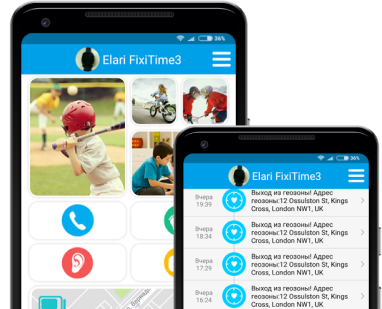 36%
Elari FixiTime3
36%
Elari FixiTime3
Вчера
19:39
Выход из геозоны! Адрес
геозоны:12 Ossulston St, Kings
Cross, London NW1, UK
Вчера
18:34
Выход из геозоны! Адрес
геозоны:12 Ossulston St, Kings
Cross, London NW1, UK
Вчера
17:29
Выход из геозоны! Адрес
геозоны:12 Ossulston St, Kings
Cross, London NW1, UK
Вчера
16:24
Выход из геозоны! Адрес
геозоны:12 Ossulston St, Kings
Cross, London NW1, UK